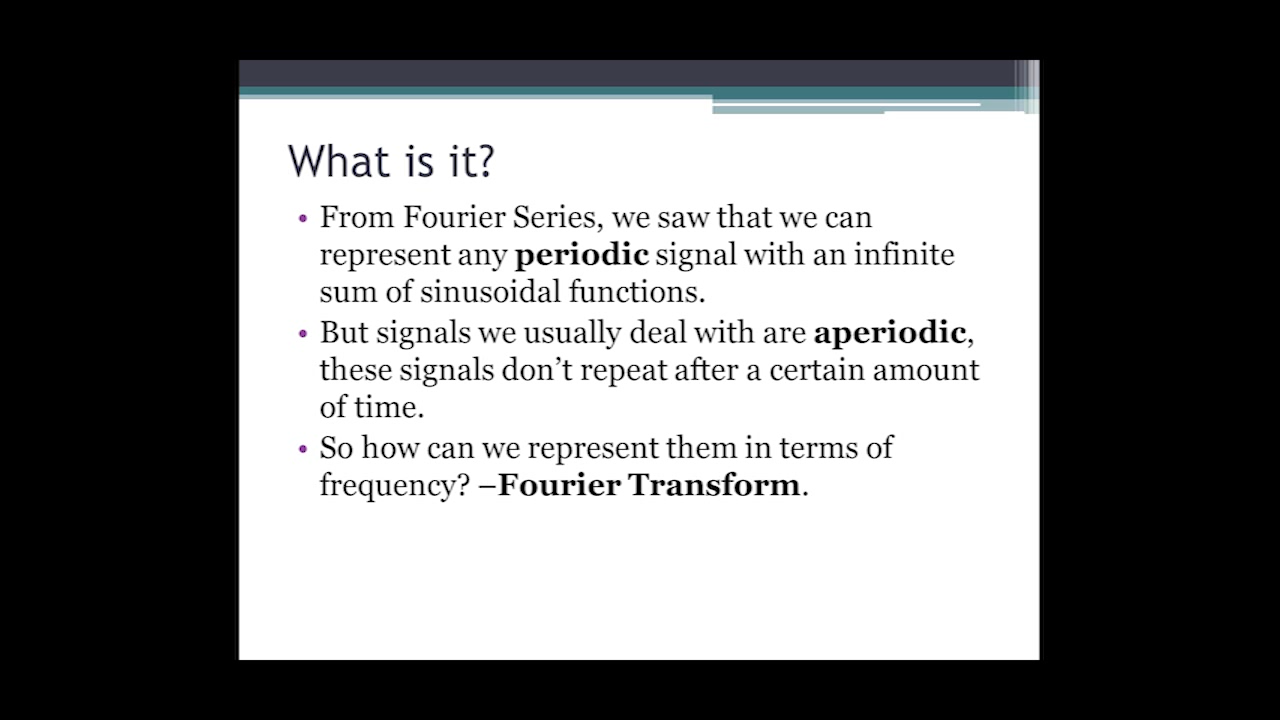 What is it?
• From Fourier Series, we saw that we can
represent any periodic signal with an infinite
sum of sinusoidal functions.
• But signals we usually deal with are aperiodic,
these signals don’t repeat after a certain amount
of time.
• So how can we represent them in terms of
frequency? –Fourier Transform.